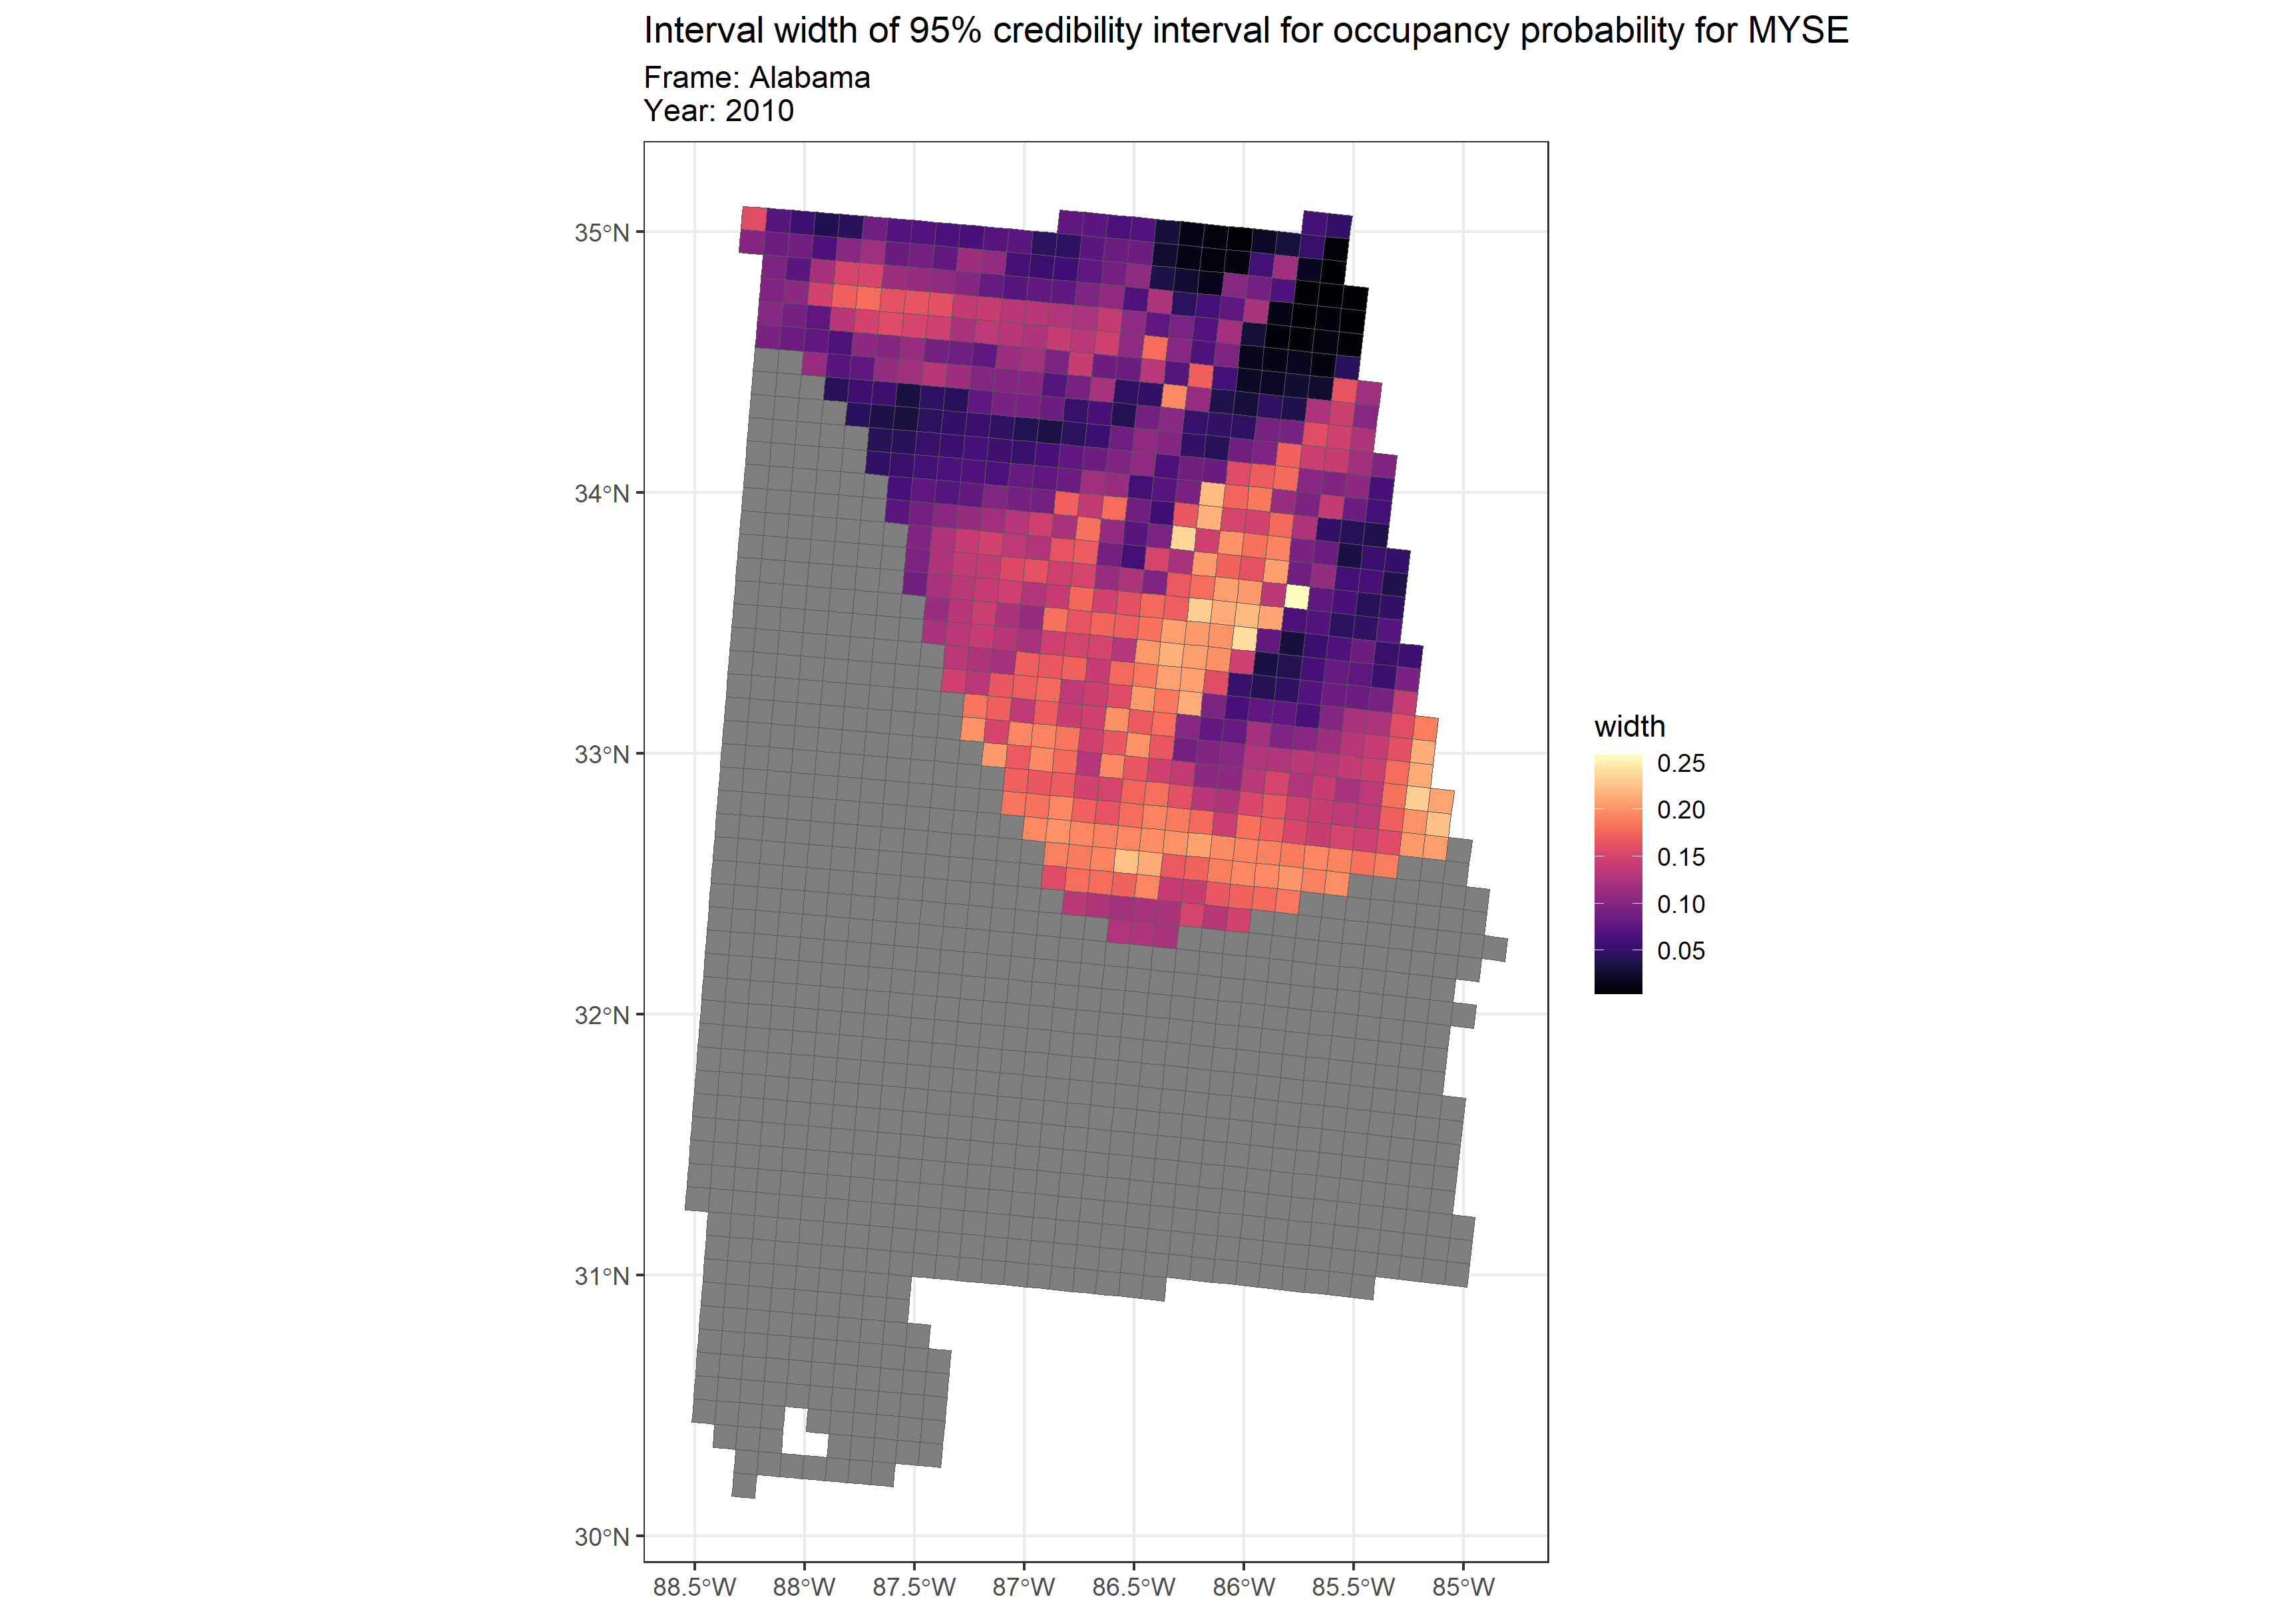 Interval width of 95% credibility interval for occupancy probability for MYSE
Frame: Alabama
Year: 2010
35°N
34°N
33°N
32°N
31°N
30°N
88.5°W 88°W 87.5°W 87°W 86.5°W 86°W 85.5°W 85°W
width
0.25
0.20
0.15
0.10
0.05